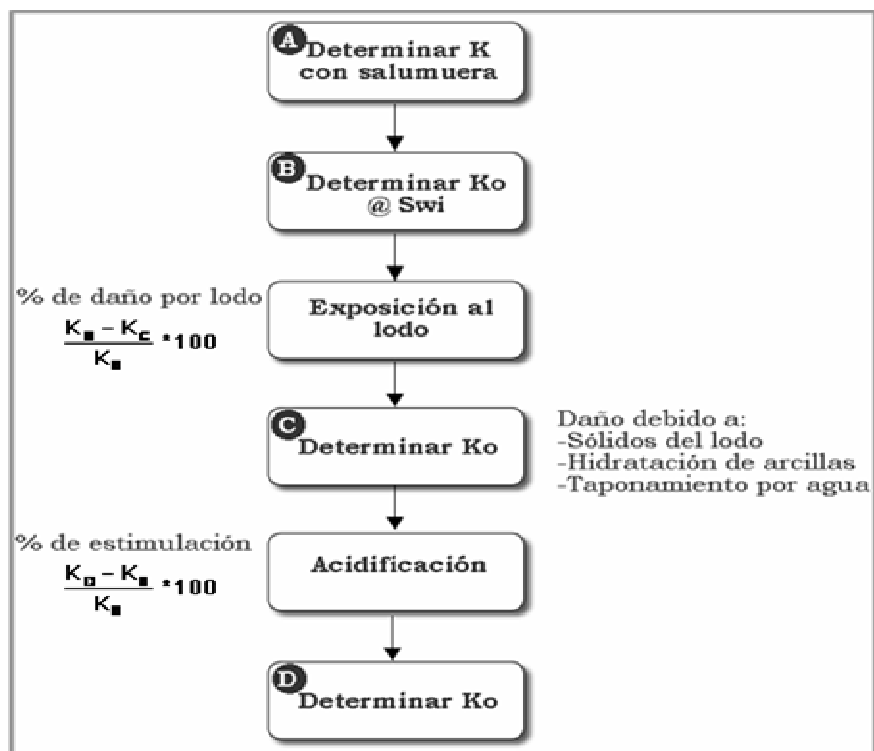 A
Determinar K
con salumuera
B
Determinar Ko
@ Swi
% de daño por lodo
K – Kc
*100
K
Exposición al
lodo
C
Determinar Ko
Daño debido a:
-Sólidos del lodo
-Hidratación de arcillas
-Taponamiento por agua
% de estimulación
K – K
*100
K
Acidificación
D
Determinar Ko